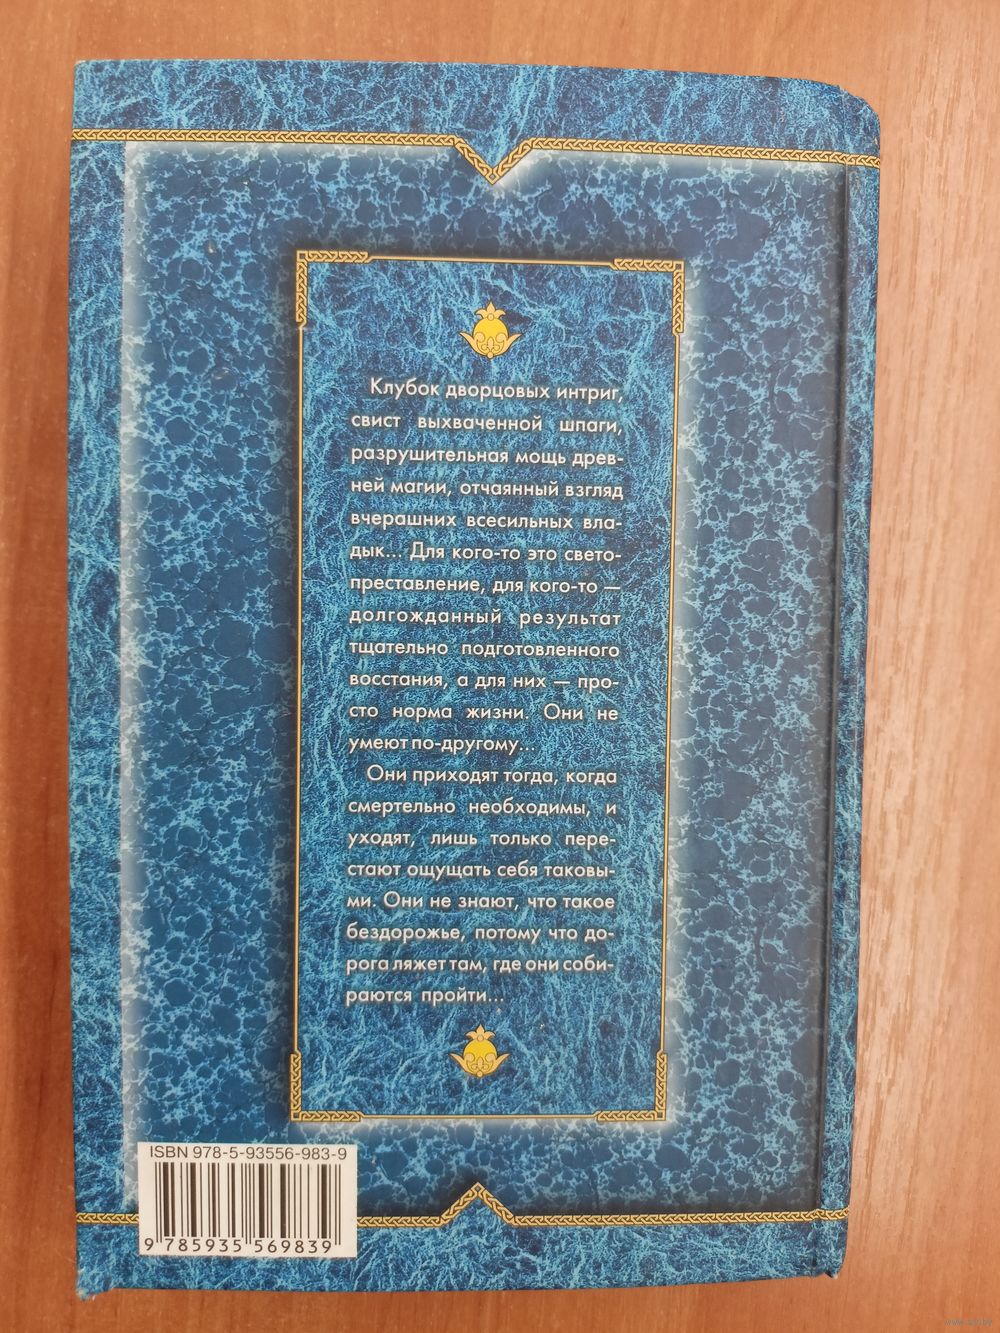 Клубок дворцовых интриг,
свист выхваченной шпаги,
разрушительная мощь древ-
ней магии, отчаянный взгляд
вчерашних всесильных вла-
дык... Для кого-то это свето-
преставление, для кого-то —
долгожданный результат
тщательно подготовленного
восстания, а для них — про-
сто норма жизни. Они не
умеют по-другому...
Они приходят тогда, когда
смертельно необходимы, и
уходят, лишь только пере-
стают ощущать себя таковы-
ми. Они не знают, что такое
бездорожье, потому что до-
рога ляжет там, где они соби-
раются пройти...
ISBN 978-5-93556-983-9
9 785935 569839
www.ay.by